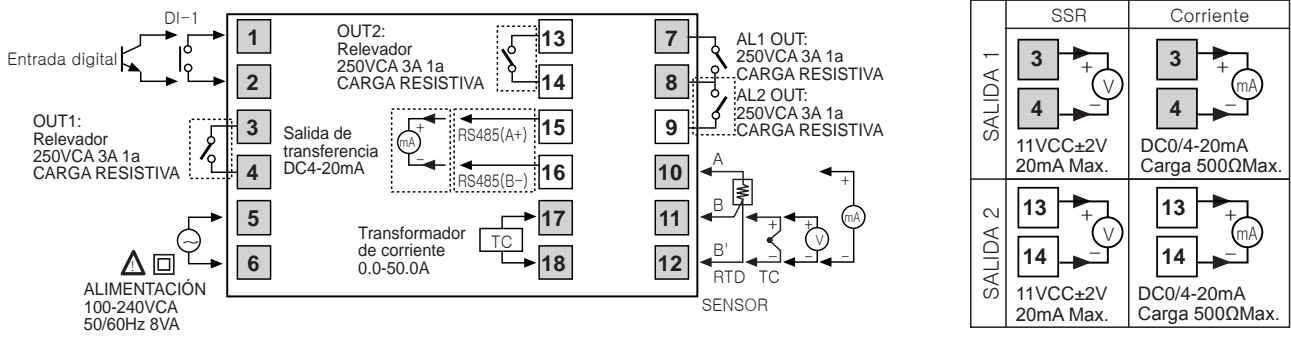 DI-1
Entrada digital
1
2
OUT1:
Relevador
250VCA 3A 1a
CARGA RESISTIVA
3
4
5
6
ALIMENTACIÓN
100-240VCA
50/60Hz 8VA
OUT2:
Relevador
250VCA 3A 1a
CARGA RESISTIVA
13
14
Salida de
transferencia
DC4-20mA
mA
+
−
RS485(A+)
RS485(B−)
15
16
Transformador
de corriente
0.0-50.0A
TC
17
18
7
8
9
AL1 OUT:
250VCA 3A 1a
CARGA RESISTIVA
AL2 OUT:
250VCA 3A 1a
CARGA RESISTIVA
10
11
12
A
B
B'
RTD
TC
+
−
+
V
−
+
mA
−
SENSOR
SSR
Corriente
SALIDA 1
3
4
+
V
−
11VCC±2V
20mA Max.
3
4
+
mA
−
DC0/4-20mA
Carga 500ΩMax.
SALIDA 2
13
14
+
V
−
11VCC±2V
20mA Max.
13
14
+
mA
−
DC0/4-20mA
Carga 500ΩMax.